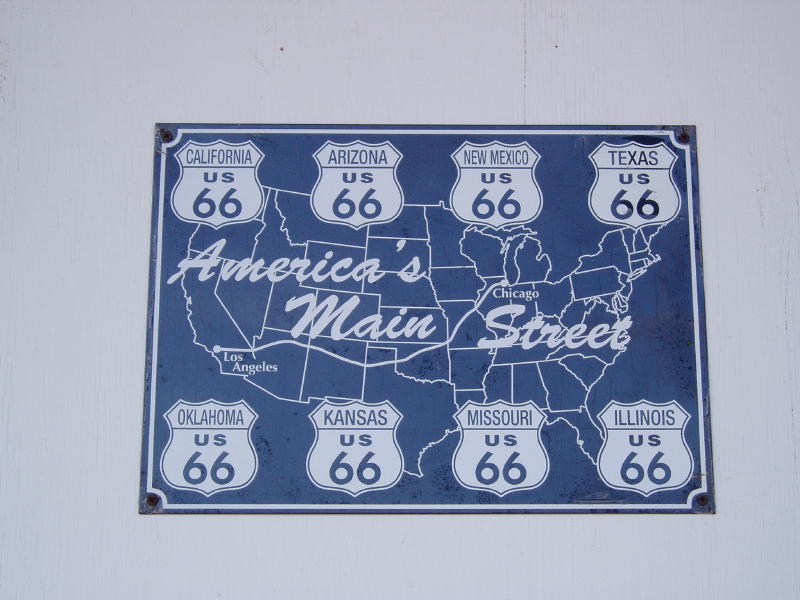 CALIFORNIA
US
66
ARIZONA
US
66
NEW MEXICO
US
66
TEXAS
US
66
America's
Main Street
Chicago
Los
Angeles
OKLAHOMA
US
66
KANSAS
US
66
MISSOURI
US
66
ILLINOIS
US
66